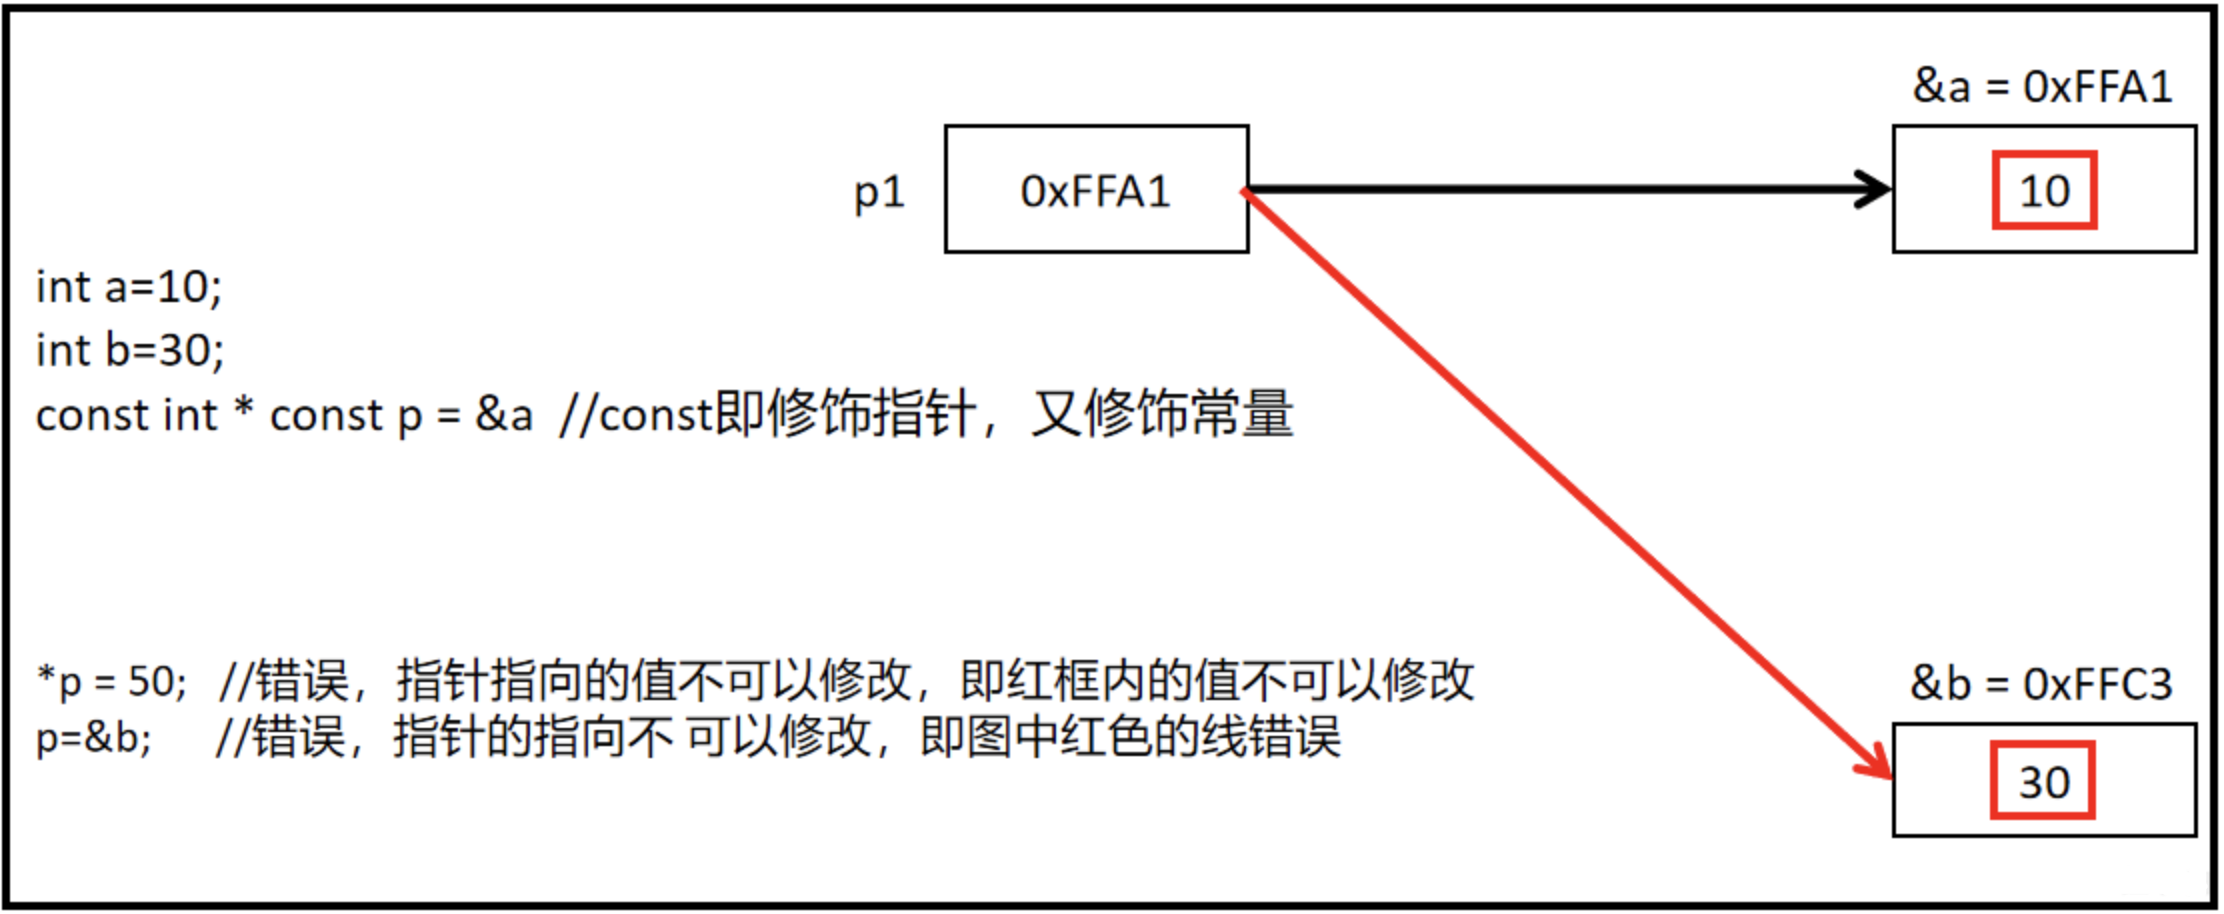 &a = 0xFFA1
p1
0xFFA1
10
int a=10;
int b=30;
const int * const p = &a  //const即修饰指针，又修饰常量
*p = 50;  //错误，指针指向的值不可以修改，即红框内的值不可以修改
p=&b;  //错误，指针的指向不 可以修改，即图中红色的线错误
&b = 0xFFC3
30